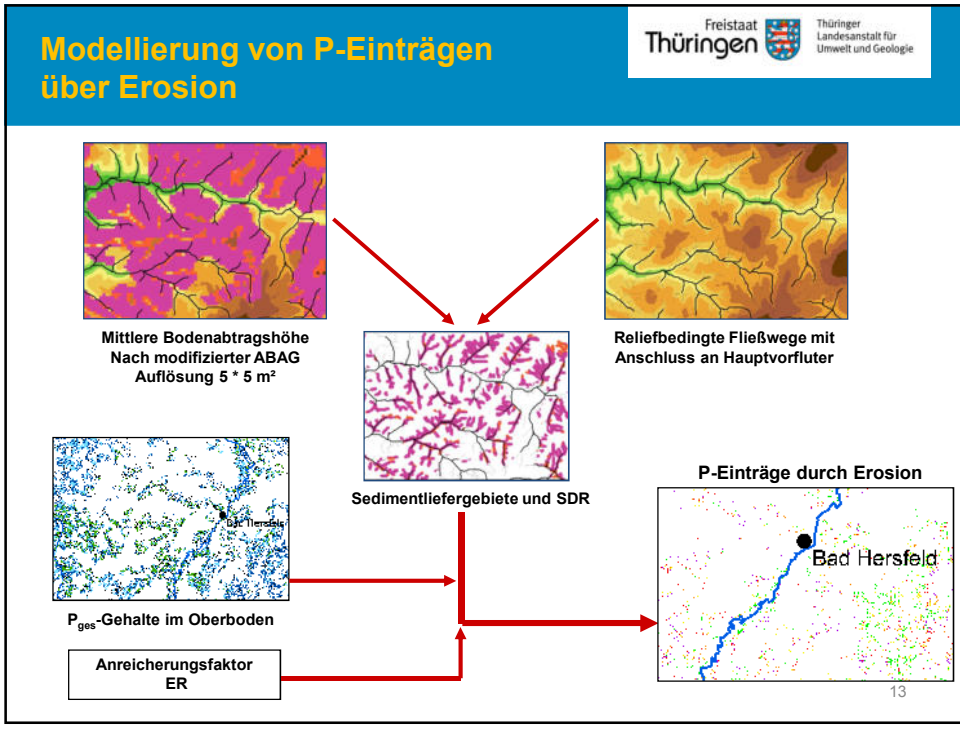 Modellierung von P-Einträgen
über Erosion
Freistaat
Thüringen
Thüringer
Landesanstalt für
Umwelt und Geologie
Mittlere Bodenabtragshöhe
Nach modifizierter ABAG
Auflösung 5 * 5 m²
Reliefbedingte Fließwege mit
Anschluss an Hauptvorfluter
Sedimentliefergebiete und SDR
Bad Hersfeld
Pges-Gehalte im Oberboden
Anreicherungsfaktor
ER
P-Einträge durch Erosion
Bad Hersfeld
13